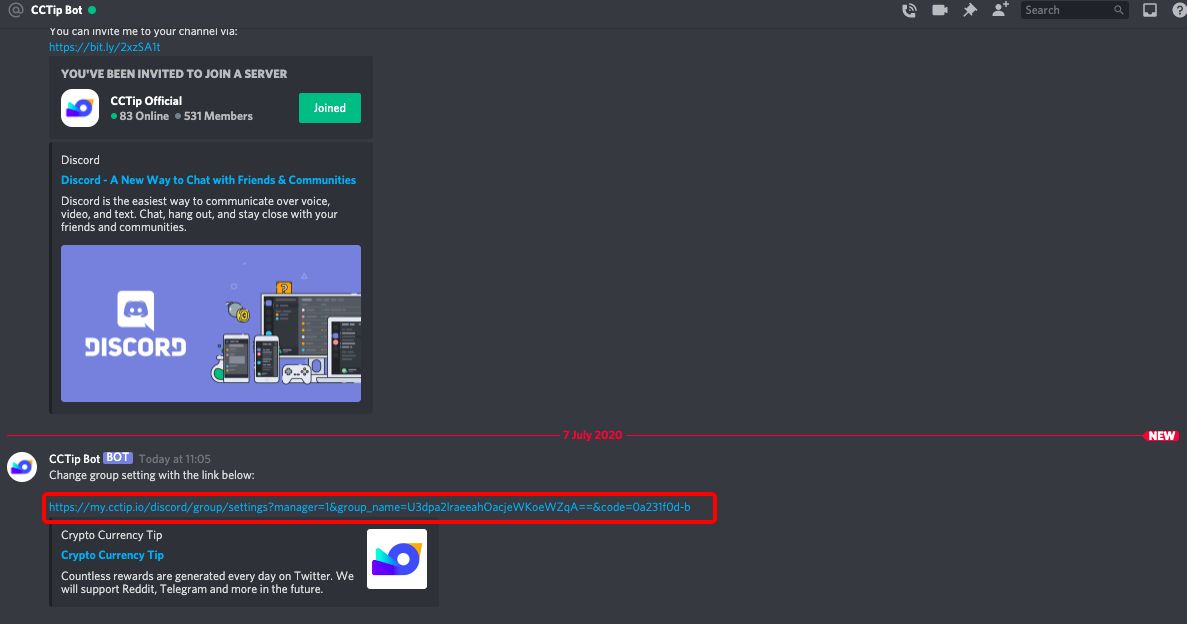 CCTip Bot
Search
You can invite me to your channel via:
https://bit.ly/2xzSA1t
YOU'VE BEEN INVITED TO JOIN A SERVER
CCTip Official
83 Online 531 Members
Joined
Discord
Discord - A New Way to Chat with Friends & Communities
Discord is the easiest way to communicate over voice,
video, and text. Chat, hang out, and stay close with your
friends and communities.
DISCORD
7 July 2020
NEW
CCTip Bot BOT Today at 11:05
Change group setting with the link below:
https://my.cctip.io/discord/group/settings?manager=1&group_name=U3dpa2lraeeahOacjeWKoeWZqA==&code=0a231f0d-b
Crypto Currency Tip
Crypto Currency Tip
Countless rewards are generated every day on Twitter. We
will support Reddit, Telegram and more in the future.